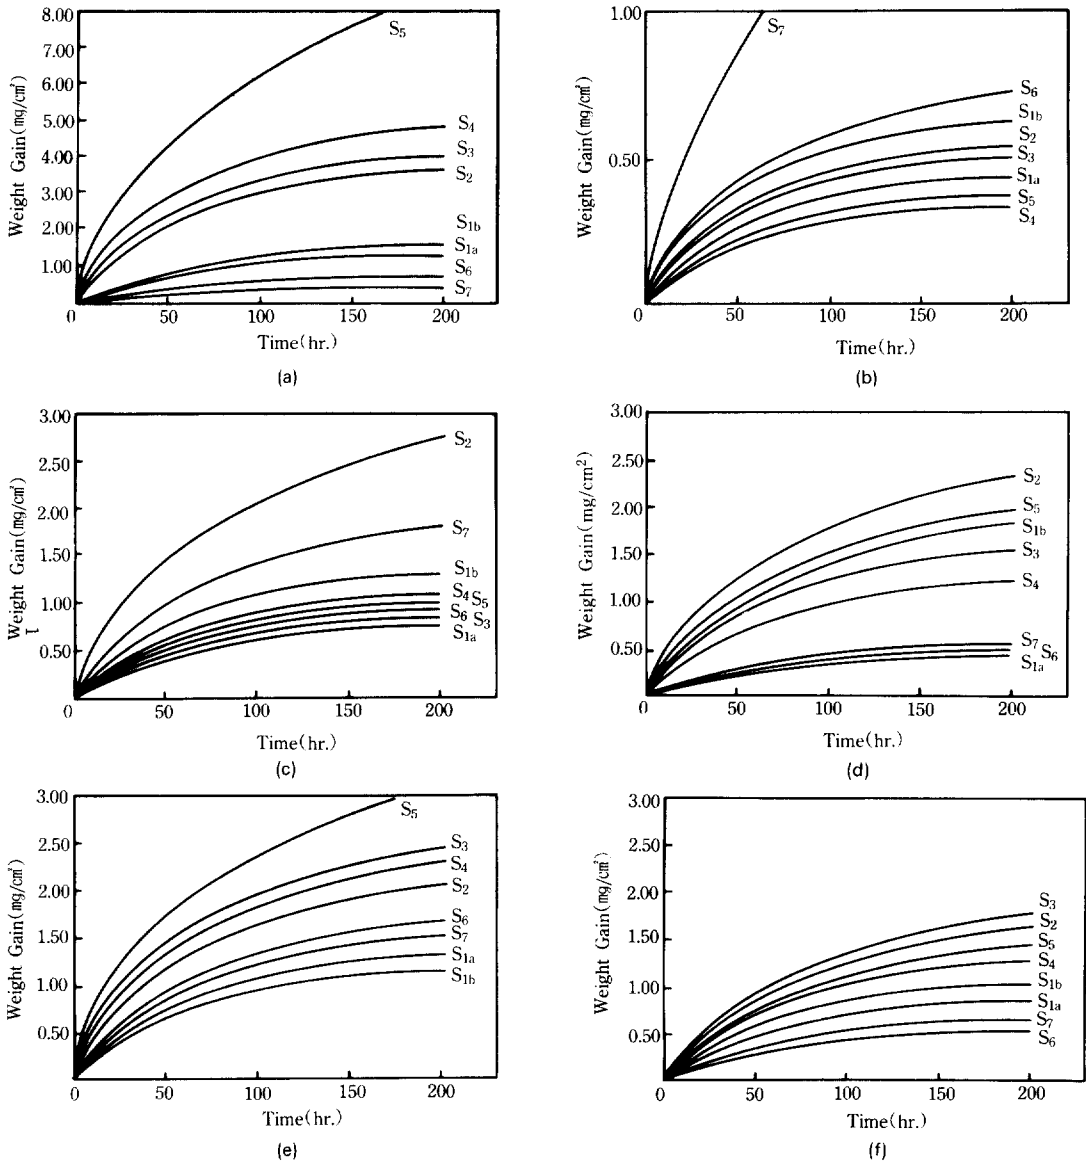 8.00
7.00
6.00
5.00
4.00
3.00
2.00
1.00
Weight Gain(mg/cm²)
S5
S4
S3
S2
S1b
S1a
S6
S7
0 50 100 150 200
Time(hr.)
(a)
1.00
0.50
Weight Gain(mg/cm²)
S7
S6
S1b
S2
S3
S1a
S5
S4
0 50 100 150 200
Time(hr.)
(b)
3.00
2.50
2.00
1.50
1.00
0.50
Weight Gain(mg/cm²)
S2
S7
S1b
S4 S5
S6 S3
S1a
0 50 100 150 200
Time(hr.)
(c)
3.00
2.50
2.00
1.50
1.00
0.50
Weight Gain(mg/cm²)
S2
S5
S1b
S3
S4
S7 S6
S1a
0 50 100 150 200
Time(hr.)
(d)
3.00
2.50
2.00
1.50
1.00
0.50
Weight Gain(mg/cm²)
S5
S3
S4
S2
S6
S7
S1a
S1b
0 50 100 150 200
Time(hr.)
(e)
3.00
2.50
2.00
1.50
1.00
0.50
Weight Gain(mg/cm²)
S3
S2
S5
S4
S1b
S1a
S7
S6
0 50 100 150 200
Time(hr.)
(f)